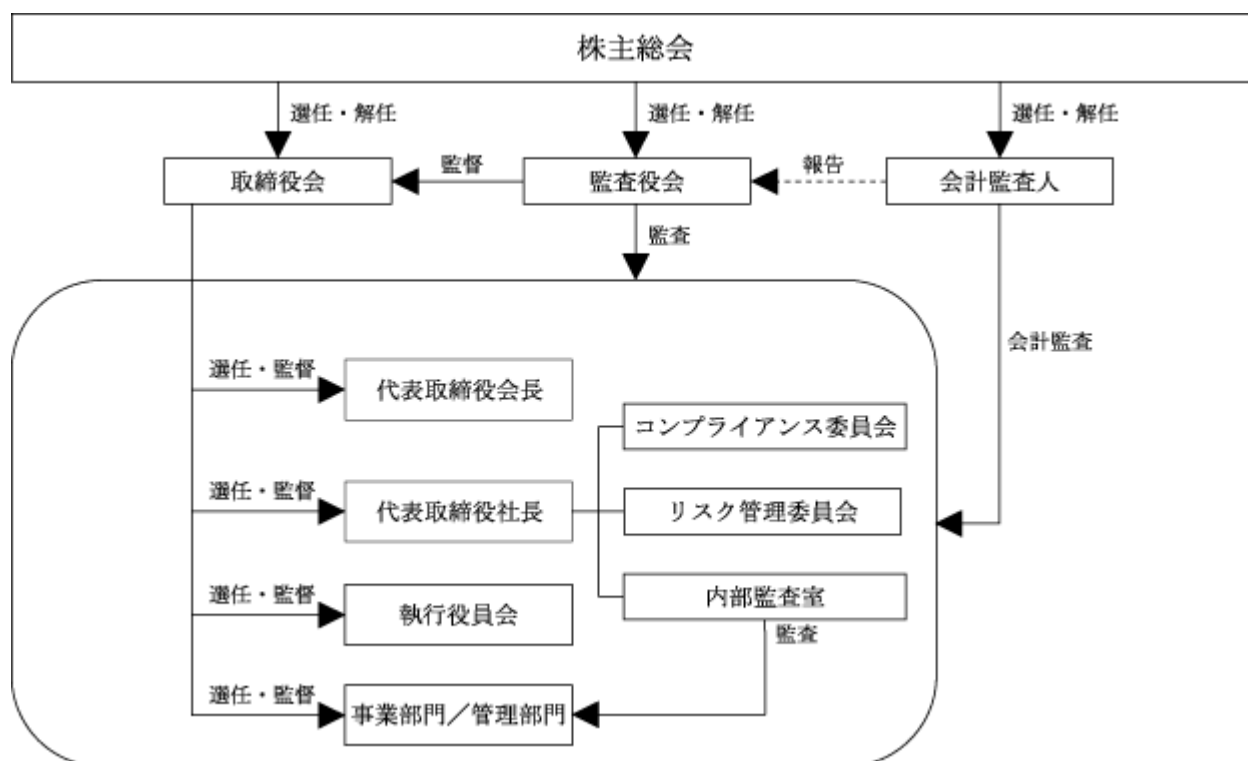 株主総会
選任・解任
選任・解任
選任・解任
取締役会
監督
監査役会
報告
会計監査人
監査
会計監査
選任・監督
代表取締役会長
コンプライアンス委員会
選任・監督
代表取締役社長
リスク管理委員会
選任・監督
執行役員会
内部監査室
監査
選任・監督
事業部門／管理部門